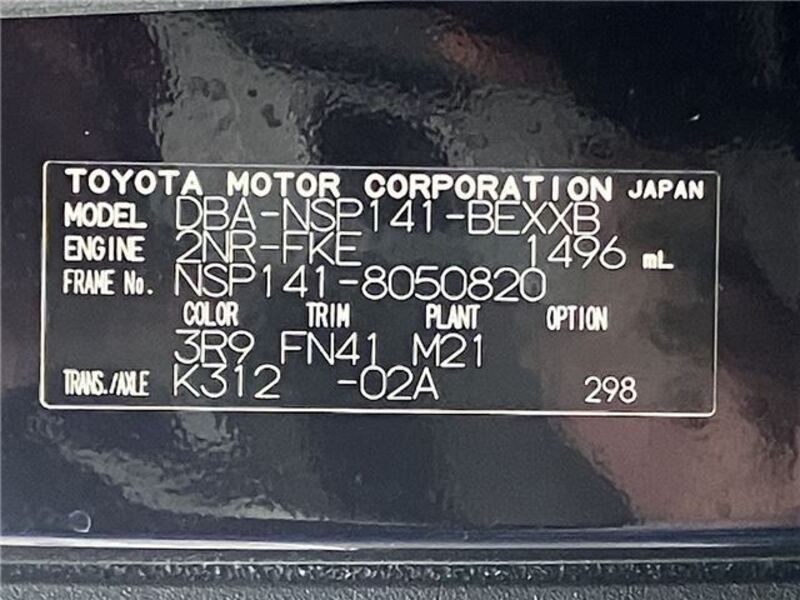 TOYOTA MOTOR CORPORATION JAPAN
MODEL DBA-NSP141-BEXXB
ENGINE 2NR-FKE 1496 mL
FRAME No. NSP141-8050820
COLOR TRIM PLANT OPTION
3R9 FN41 M21
TRANS./AXLE K312 -02A 298